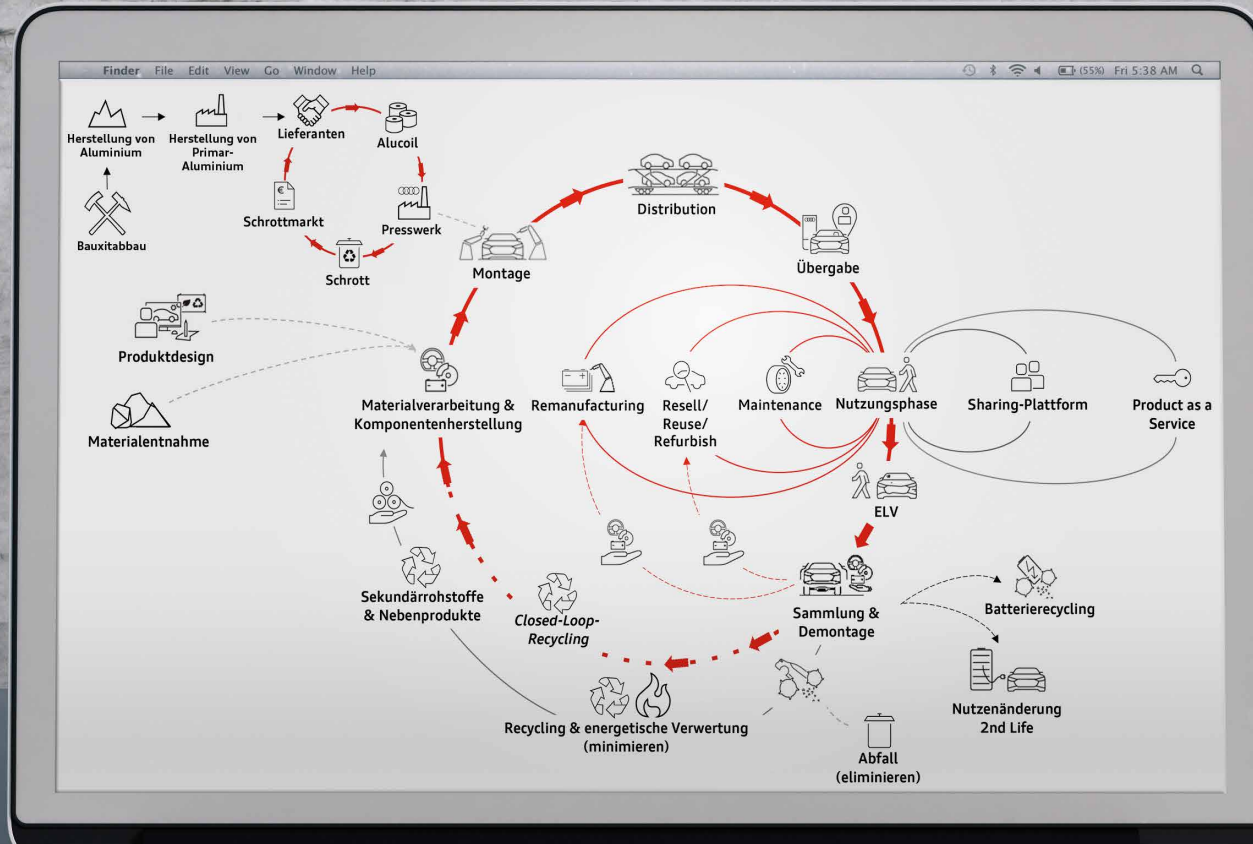 Finder File Edit View Go Window Help
(55%) Fri 5:38 AM
Herstellung von
Aluminium
Herstellung von
Primar-
Aluminium
Lieferanten
Alucoil
Bauxitabbau
Schrottmarkt
€
Presswerk
Schrott
Montage
Distribution
Übergabe
Produktdesign
Materialentnahme
Materialverarbeitung &
Komponentenherstellung
Remanufacturing
Resell/
Reuse/
Refurbish
Maintenance
Nutzungsphase
Sharing-Plattform
Product as a
Service
ELV
Sekundärrohstoffe
& Nebenprodukte
Closed-Loop-
Recycling
Sammlung &
Demontage
Batterierecycling
Nutzenänderung
2nd Life
Recycling & energetische Verwertung
(minimieren)
Abfall
(eliminieren)